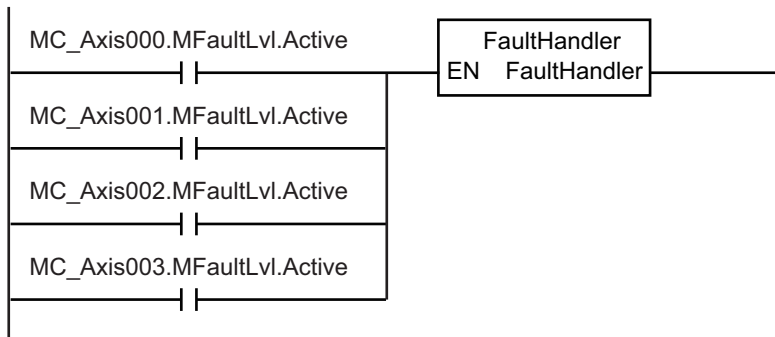 MC_Axis000.MFaultLvl.Active
FaultHandler
EN FaultHandler
MC_Axis001.MFaultLvl.Active
MC_Axis002.MFaultLvl.Active
MC_Axis003.MFaultLvl.Active